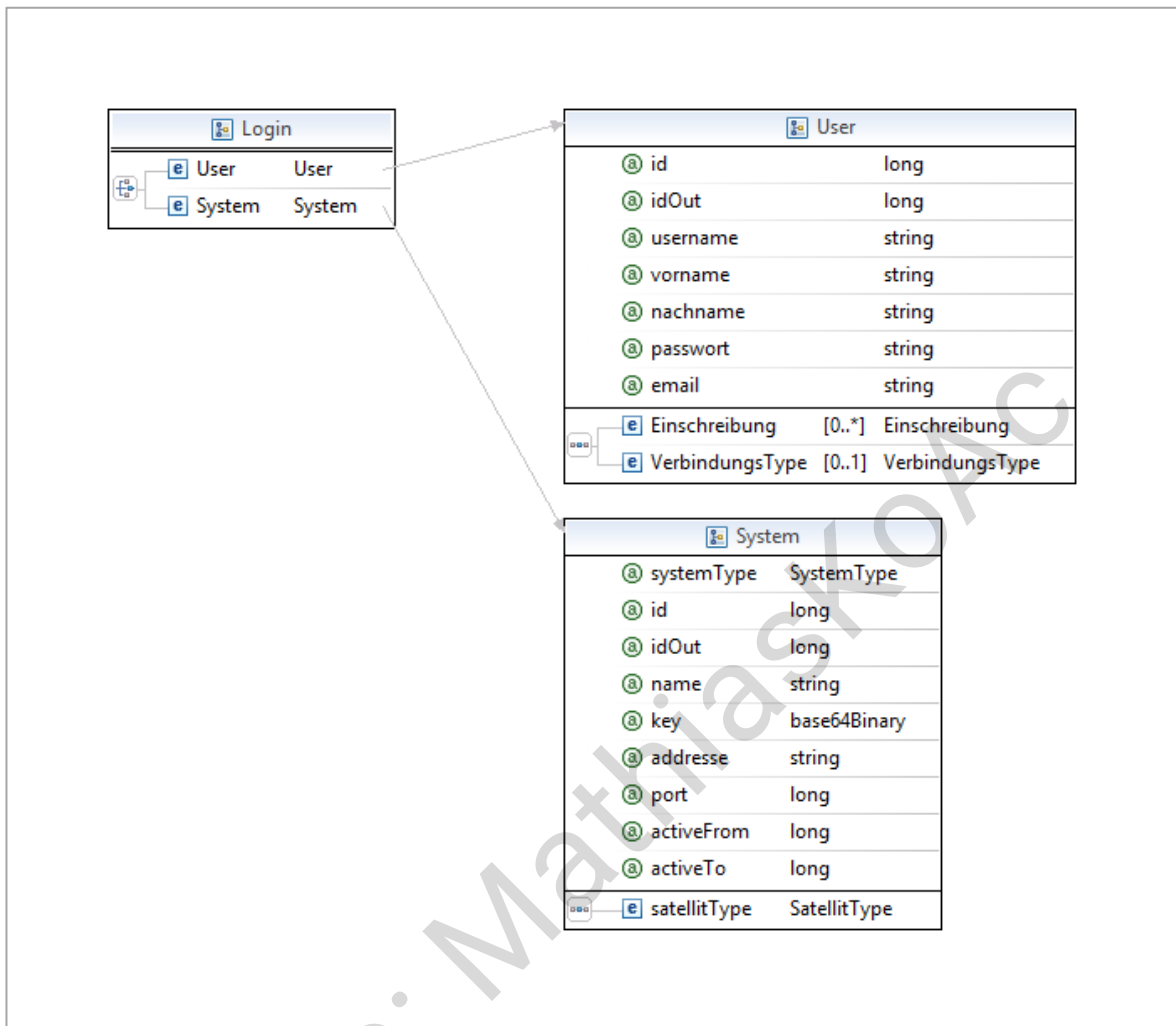 Login
User User
System System
User
id long
idOut long
username string
vorname string
nachname string
passwort string
email string
Einschreibung [0..*] Einschreibung
VerbindungsType [0..1] VerbindungsType
System
systemType SystemType
id long
idOut long
name string
key base64Binary
addresse string
port long
activeFrom long
activeTo long
satellitType SatellitType
: MathiasKoAc